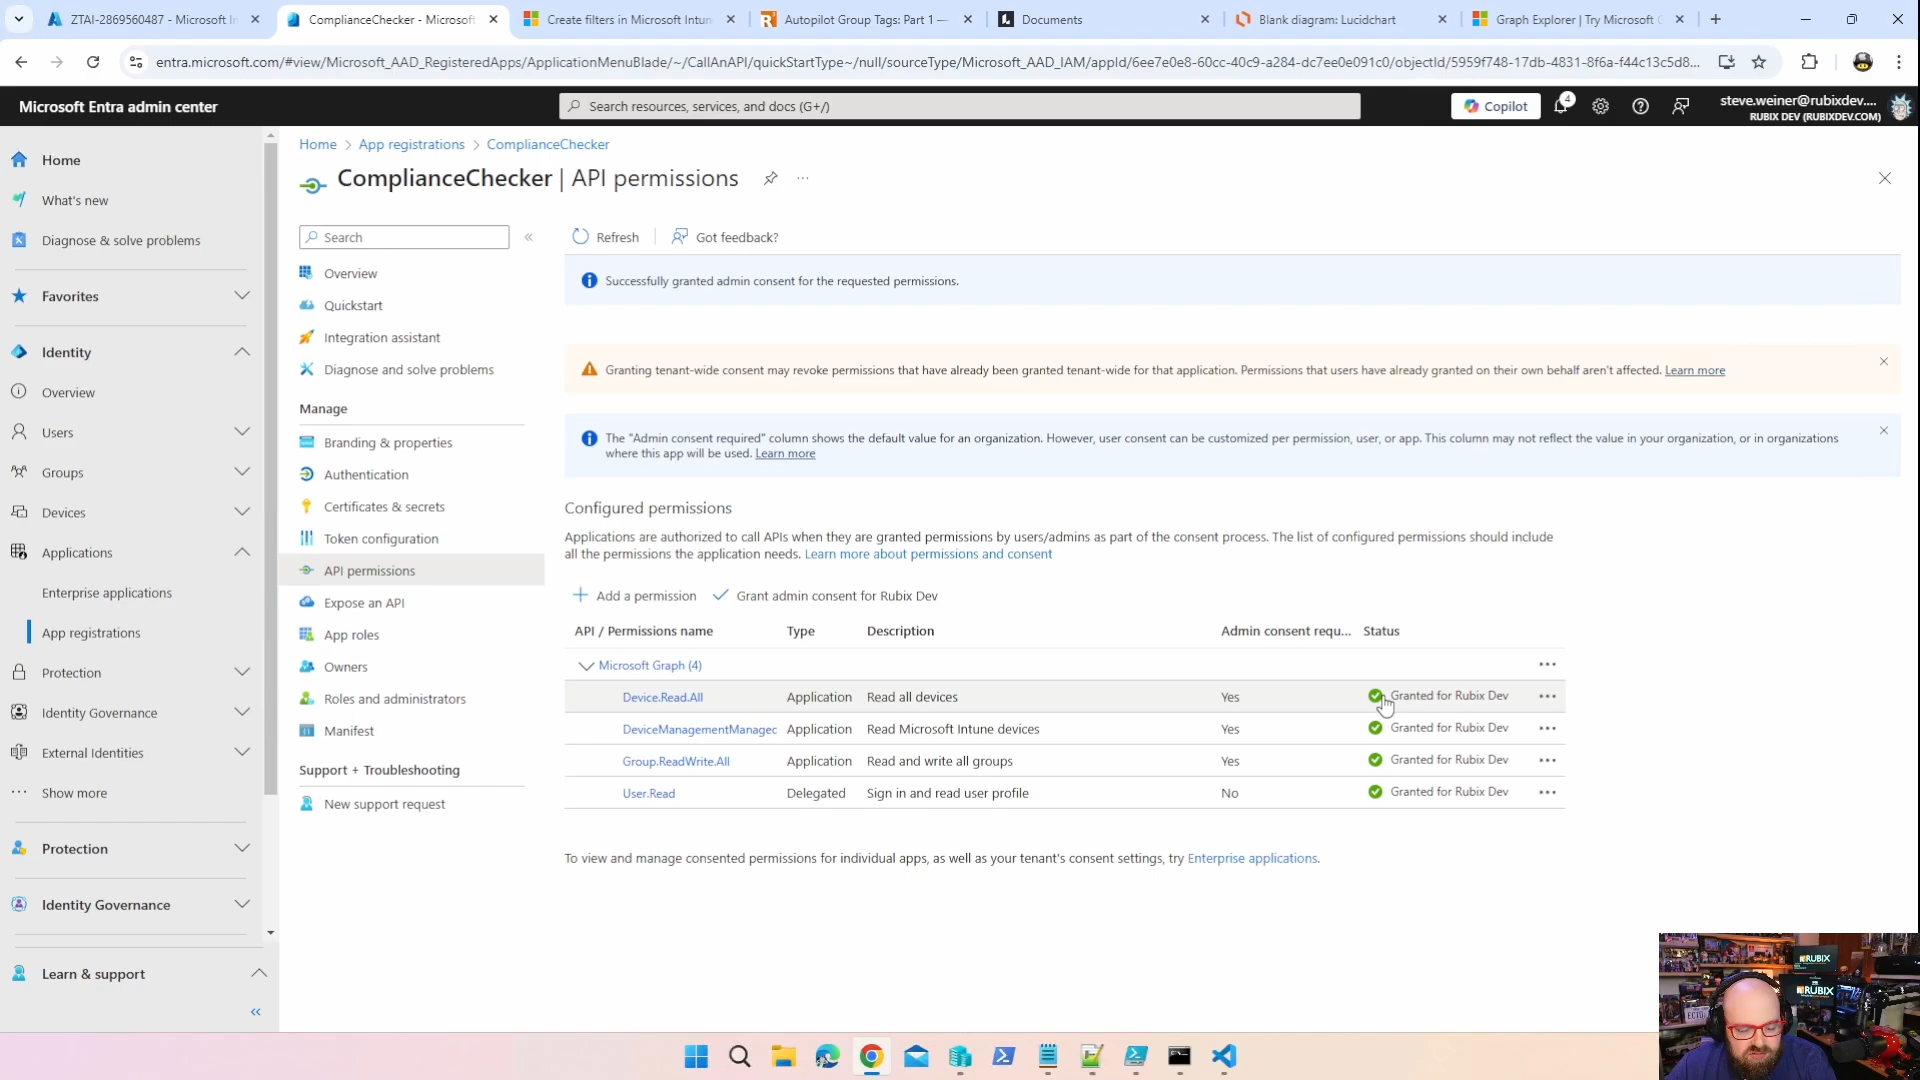 ZTAI-2869560487 - Microsoft In
ComplianceChecker - Microsoft
Create filters in Microsoft Intun
Autopilot Group Tags: Part 1 —
Documents
Blank diagram: Lucidchart
Graph Explorer | Try Microsoft G
entra.microsoft.com/#view/Microsoft_AAD_RegisteredApps/ApplicationMenuBlade/~/CallAnAPI/quickStartType~/null/sourceType/Microsoft_AAD_IAM/appId/6ee7e0e8-60cc-40c9-a284-dc7ee0e091c0/objectId/5959f748-17db-4831-8f6a-f44c13c5d8...
Microsoft Entra admin center
Search resources, services, and docs (G+/)
Copilot
4
steve.weiner@rubixdev....
RUBIX DEV (RUBIXDEV.COM)
Home
What's new
Diagnose & solve problems
Favorites
Identity
Overview
Users
Groups
Devices
Applications
Enterprise applications
App registrations
Protection
Identity Governance
External Identities
Show more
Protection
Identity Governance
Learn & support
Home > App registrations > ComplianceChecker
ComplianceChecker | API permissions
Search
Overview
Quickstart
Integration assistant
Diagnose and solve problems
Manage
Branding & properties
Authentication
Certificates & secrets
Token configuration
API permissions
Expose an API
App roles
Owners
Roles and administrators
Manifest
Support + Troubleshooting
New support request
Refresh
Got feedback?
Successfully granted admin consent for the requested permissions.
Granting tenant-wide consent may revoke permissions that have already been granted tenant-wide for that application. Permissions that users have already granted on their own behalf aren't affected. Learn more
The "Admin consent required" column shows the default value for an organization. However, user consent can be customized per permission, user, or app. This column may not reflect the value in your organization, or in organizations
where this app will be used. Learn more
Configured permissions
Applications are authorized to call APIs when they are granted permissions by users/admins as part of the consent process. The list of configured permissions should include
all the permissions the application needs. Learn more about permissions and consent
Add a permission
Grant admin consent for Rubix Dev
API / Permissions name Type Description Admin consent requ... Status
Microsoft Graph (4)
Device.Read.All Application Read all devices Yes Granted for Rubix Dev
DeviceManagementManagec Application Read Microsoft Intune devices Yes Granted for Rubix Dev
Group.ReadWrite.All Application Read and write all groups Yes Granted for Rubix Dev
User.Read Delegated Sign in and read user profile No Granted for Rubix Dev
To view and manage consented permissions for individual apps, as well as your tenant's consent settings, try Enterprise applications.
RUBIX
RUBIX